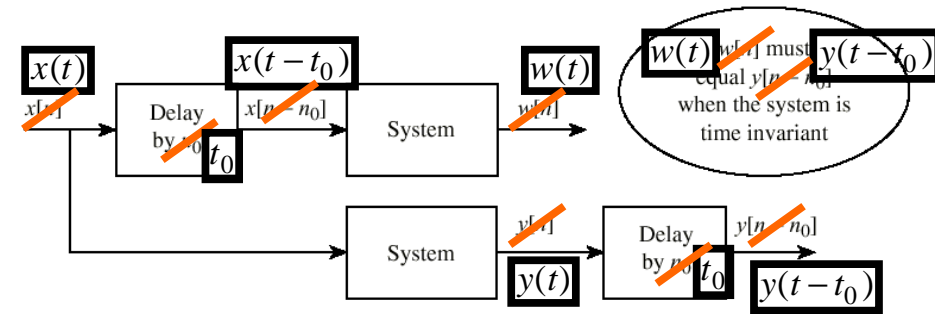 x(t)
x[n]
Delay
by n0
t0
x(t − t0)
x[n − n0]
System
w(t)
w[n]
w(t)
w[n] must
y(t − t0)
equal y[n − n0]
when the system is
time invariant
System
y[n]
y(t)
Delay
by n0
t0
y[n − n0]
y(t − t0)